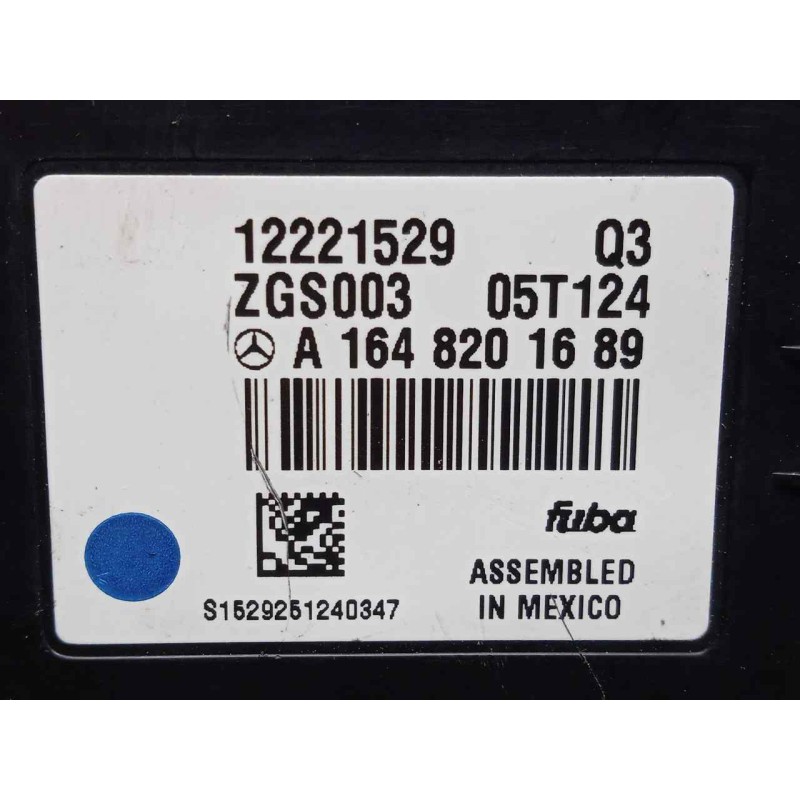 12221529 Q3
ZGS003 05T124
A 164 820 16 89
fuba
ASSEMBLED
IN MEXICO
S1529251240347